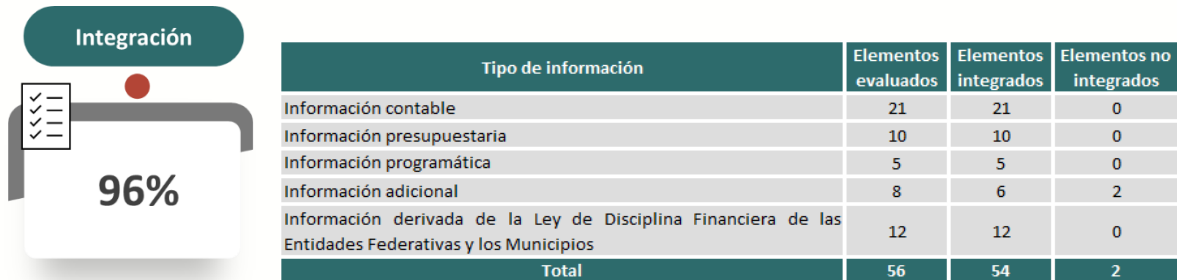 Integración
96%
Tipo de información Elementos evaluados Elementos integrados Elementos no integrados
Información contable 21 21 0
Información presupuestaria 10 10 0
Información programática 5 5 0
Información adicional 8 6 2
Información derivada de la Ley de Disciplina Financiera de las
Entidades Federativas y los Municipios 12 12 0
Total 56 54 2